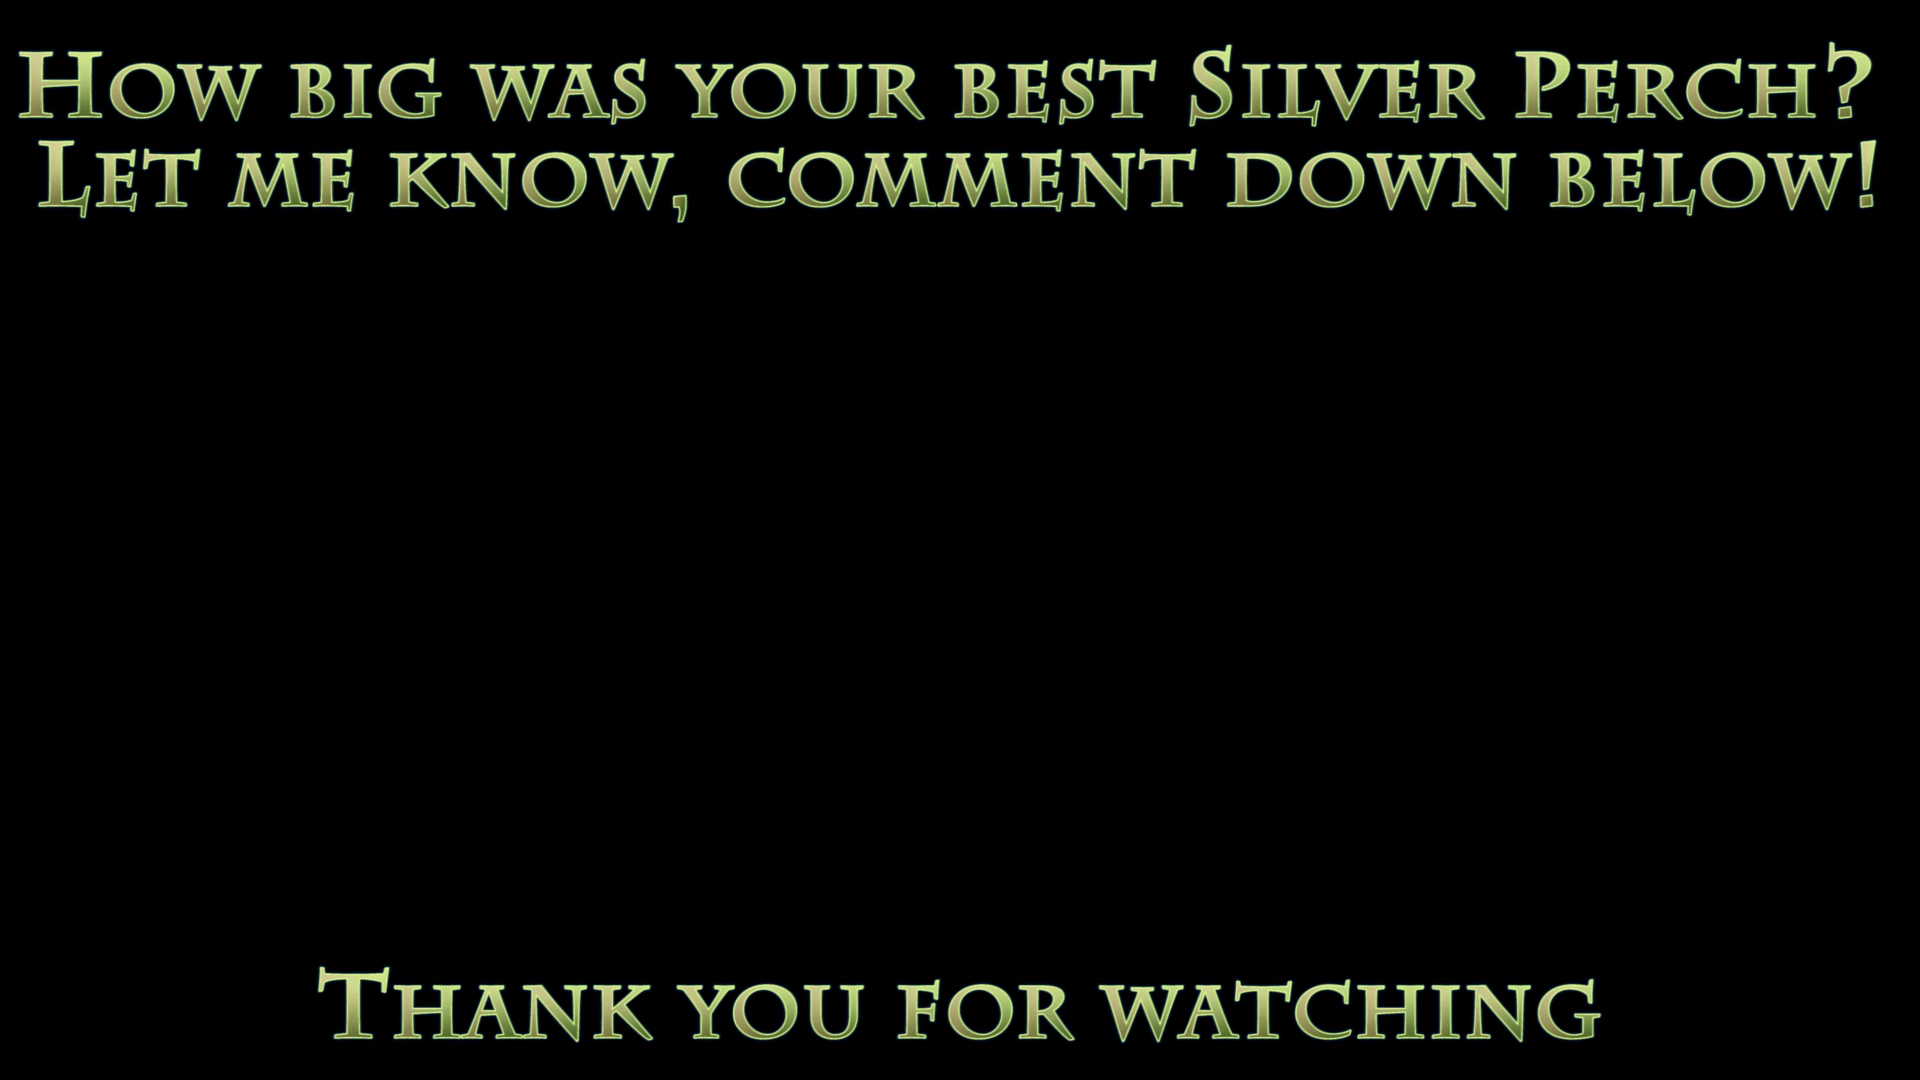 How big was your best Silver Perch?
Let me know, comment down below!
Thank you for watching